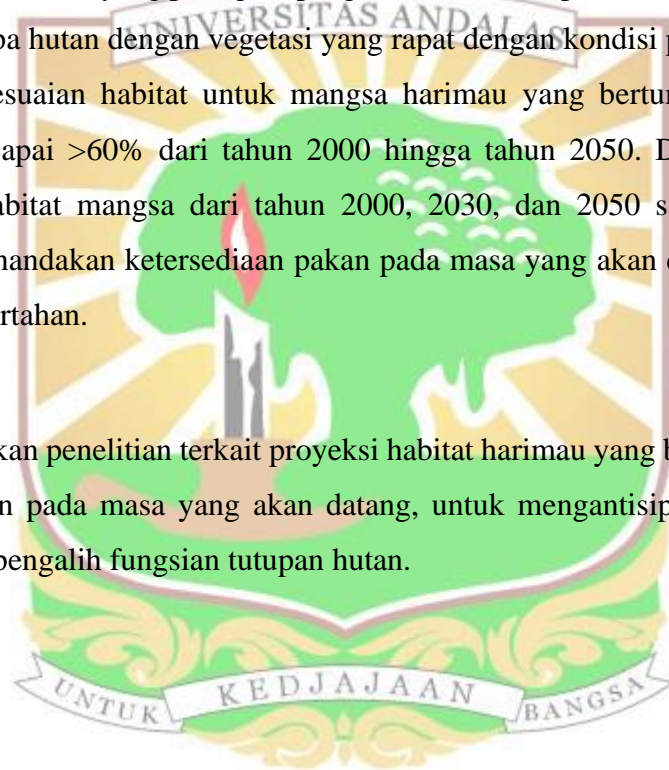 yang
UNIVERSITAS ANDALAS
pa hutan dengan vegetasi yang rapat dengan kondisi p
esuaian habitat untuk mangsa harimau yang bertur
apai >60% dari tahun 2000 hingga tahun 2050. D
abitat mangsa dari tahun 2000, 2030, dan 2050 s
nandakan ketersediaan pakan pada masa yang akan d
rtahan.
kan penelitian terkait proyeksi habitat harimau yang b
n pada masa yang akan datang, untuk mengantisip
pengalih fungsian tutupan hutan.
UNTUK KEDJAJAAN BANGSA